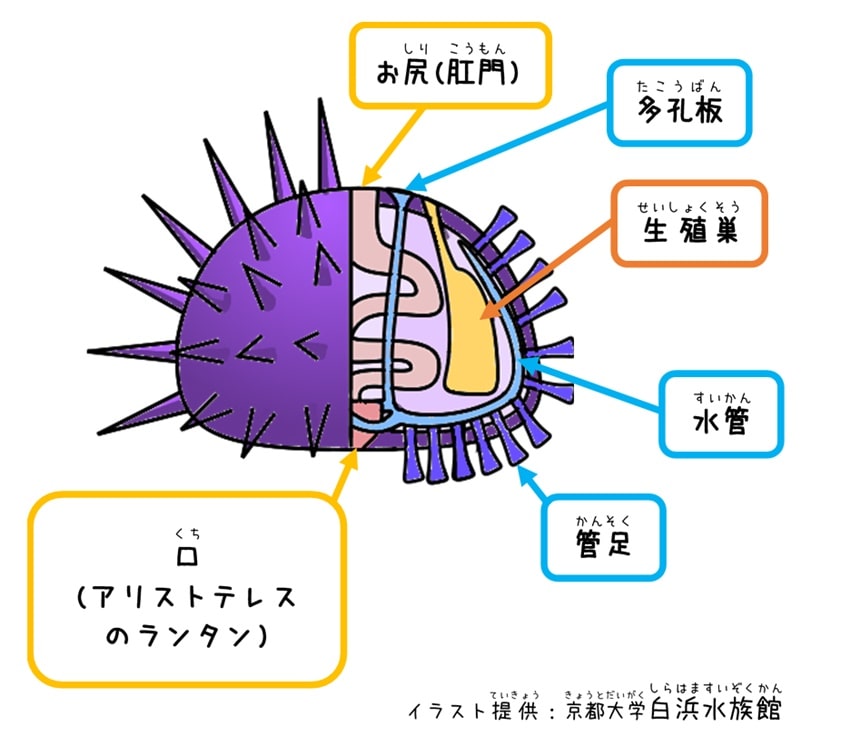 しり こうもん
お尻(肛門)
たこうばん
多孔板
せいしょくそう
生殖巣
すいかん
水管
かんそく
管足
くち
口
(アリストテレス
のランタン)
ていきょう きょうとだいがく しらはますいぞくかん
イラスト提供:京都大学白浜水族館